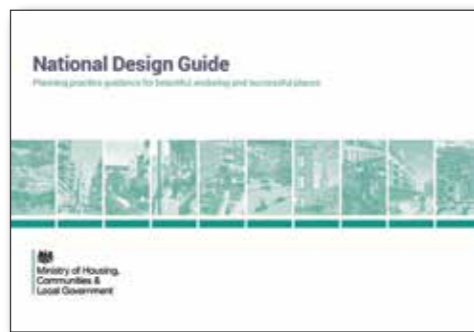 National Design Guide
Planning practice guidance for beautiful, enduring and successful places
Ministry of Housing,
Communities &
Local Government